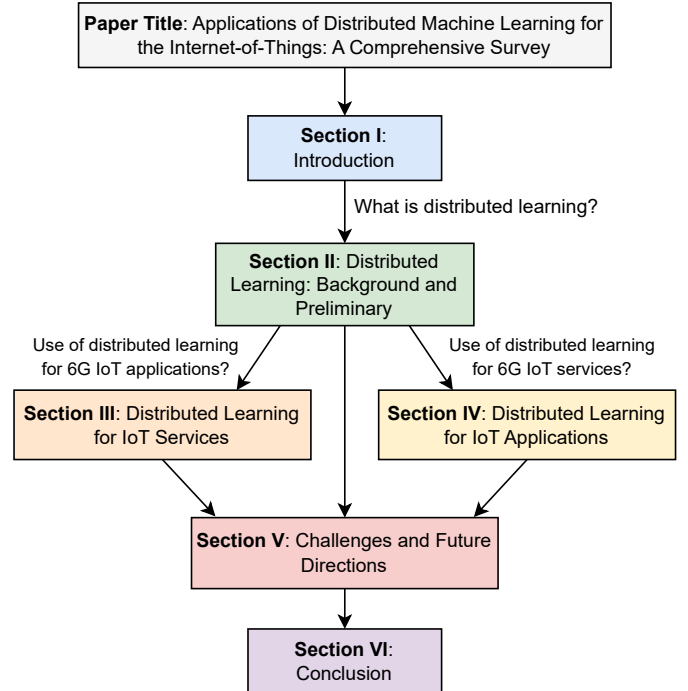 Paper Title: Applications of Distributed Machine Learning for
the Internet-of-Things: A Comprehensive Survey
Section I:
Introduction
What is distributed learning?
Section II: Distributed
Learning: Background and
Preliminary
Use of distributed learning
for 6G IoT applications?
Use of distributed learning
for 6G IoT services?
Section III: Distributed Learning
for IoT Services
Section IV: Distributed Learning
for IoT Applications
Section V: Challenges and Future
Directions
Section VI:
Conclusion